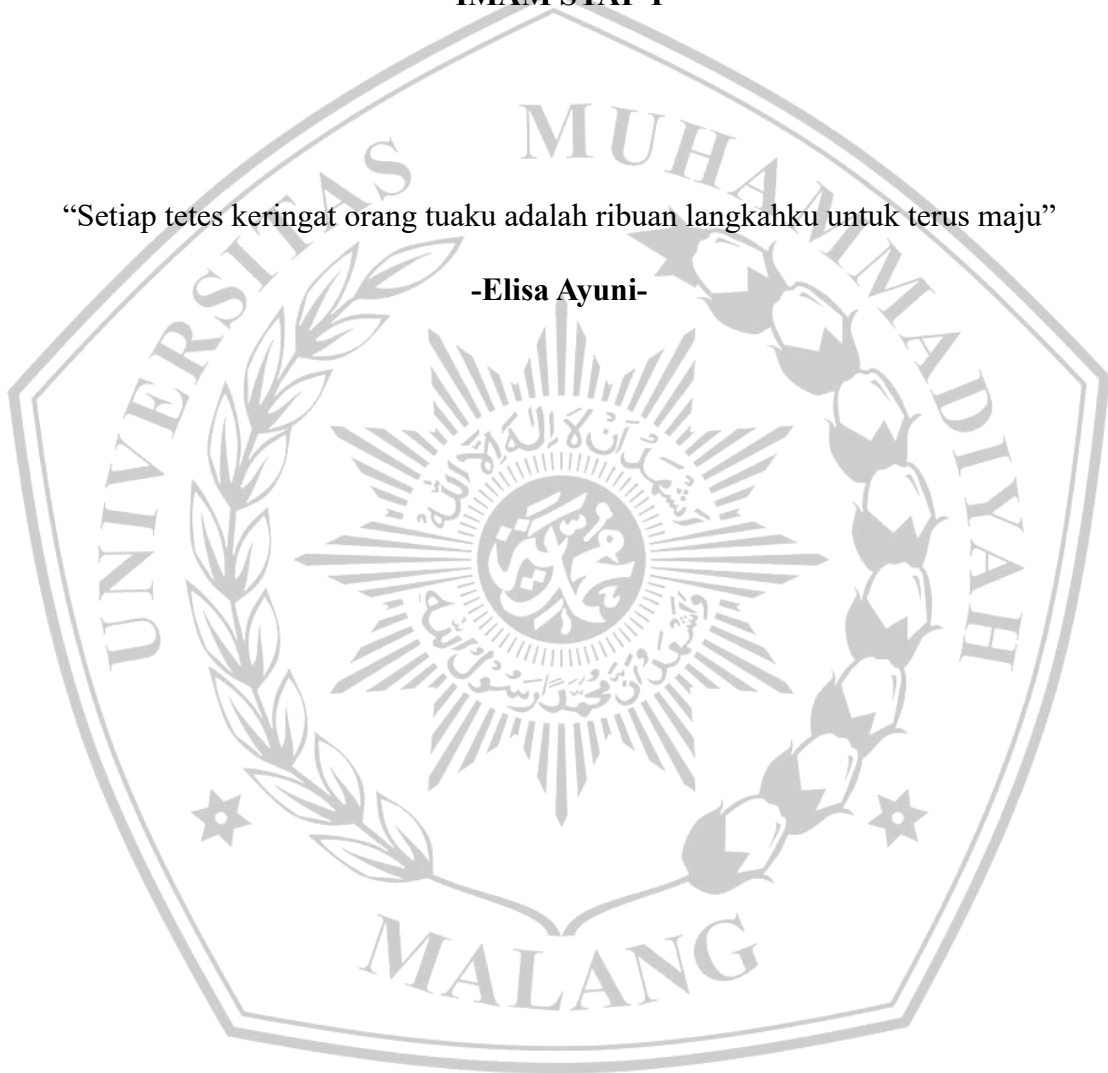 “Setiap tetes keringat orang tuaku adalah ribuan langkahku untuk terus maju”
-Elisa Ayuni-
UNIVERSITAS MUHAMMADIYAH
MALANG